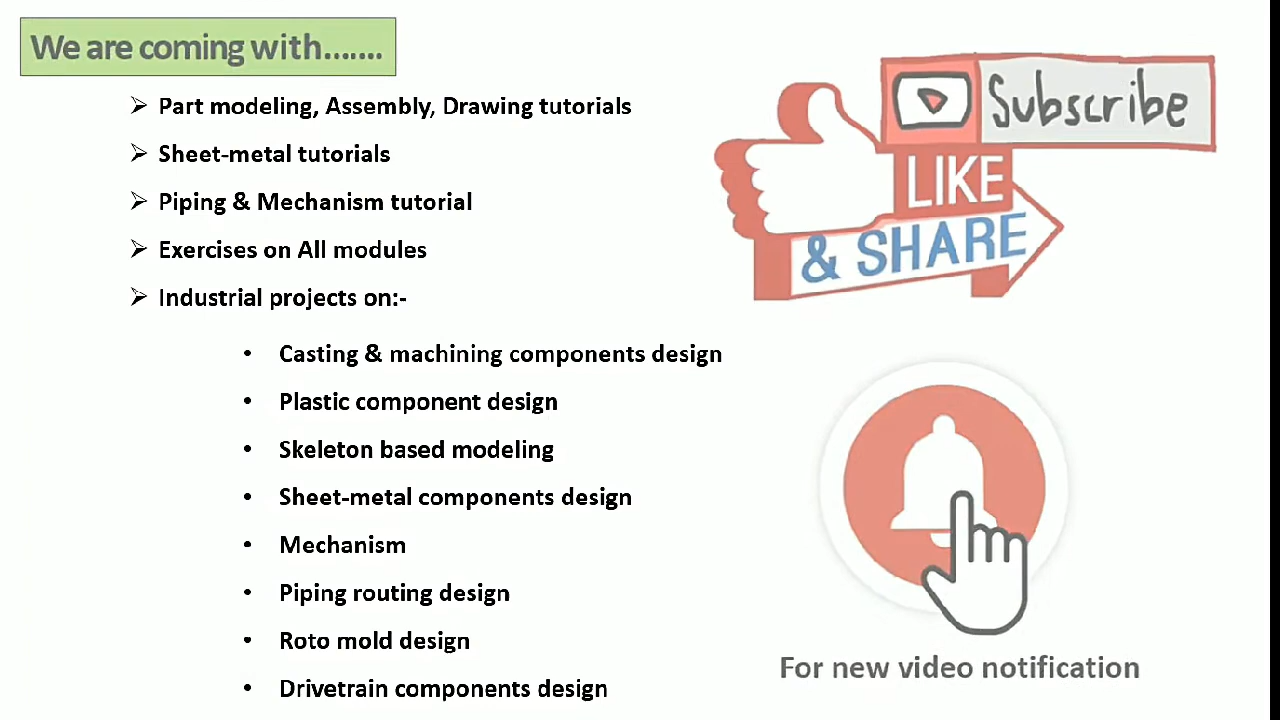 We are coming with.......
Part modeling, Assembly, Drawing tutorials
Sheet-metal tutorials
Piping & Mechanism tutorial
Exercises on All modules
Industrial projects on:-
Casting & machining components design
Plastic component design
Skeleton based modeling
Sheet-metal components design
Mechanism
Piping routing design
Roto mold design
Drivetrain components design
Subscribe
LIKE
& SHARE
For new video notification